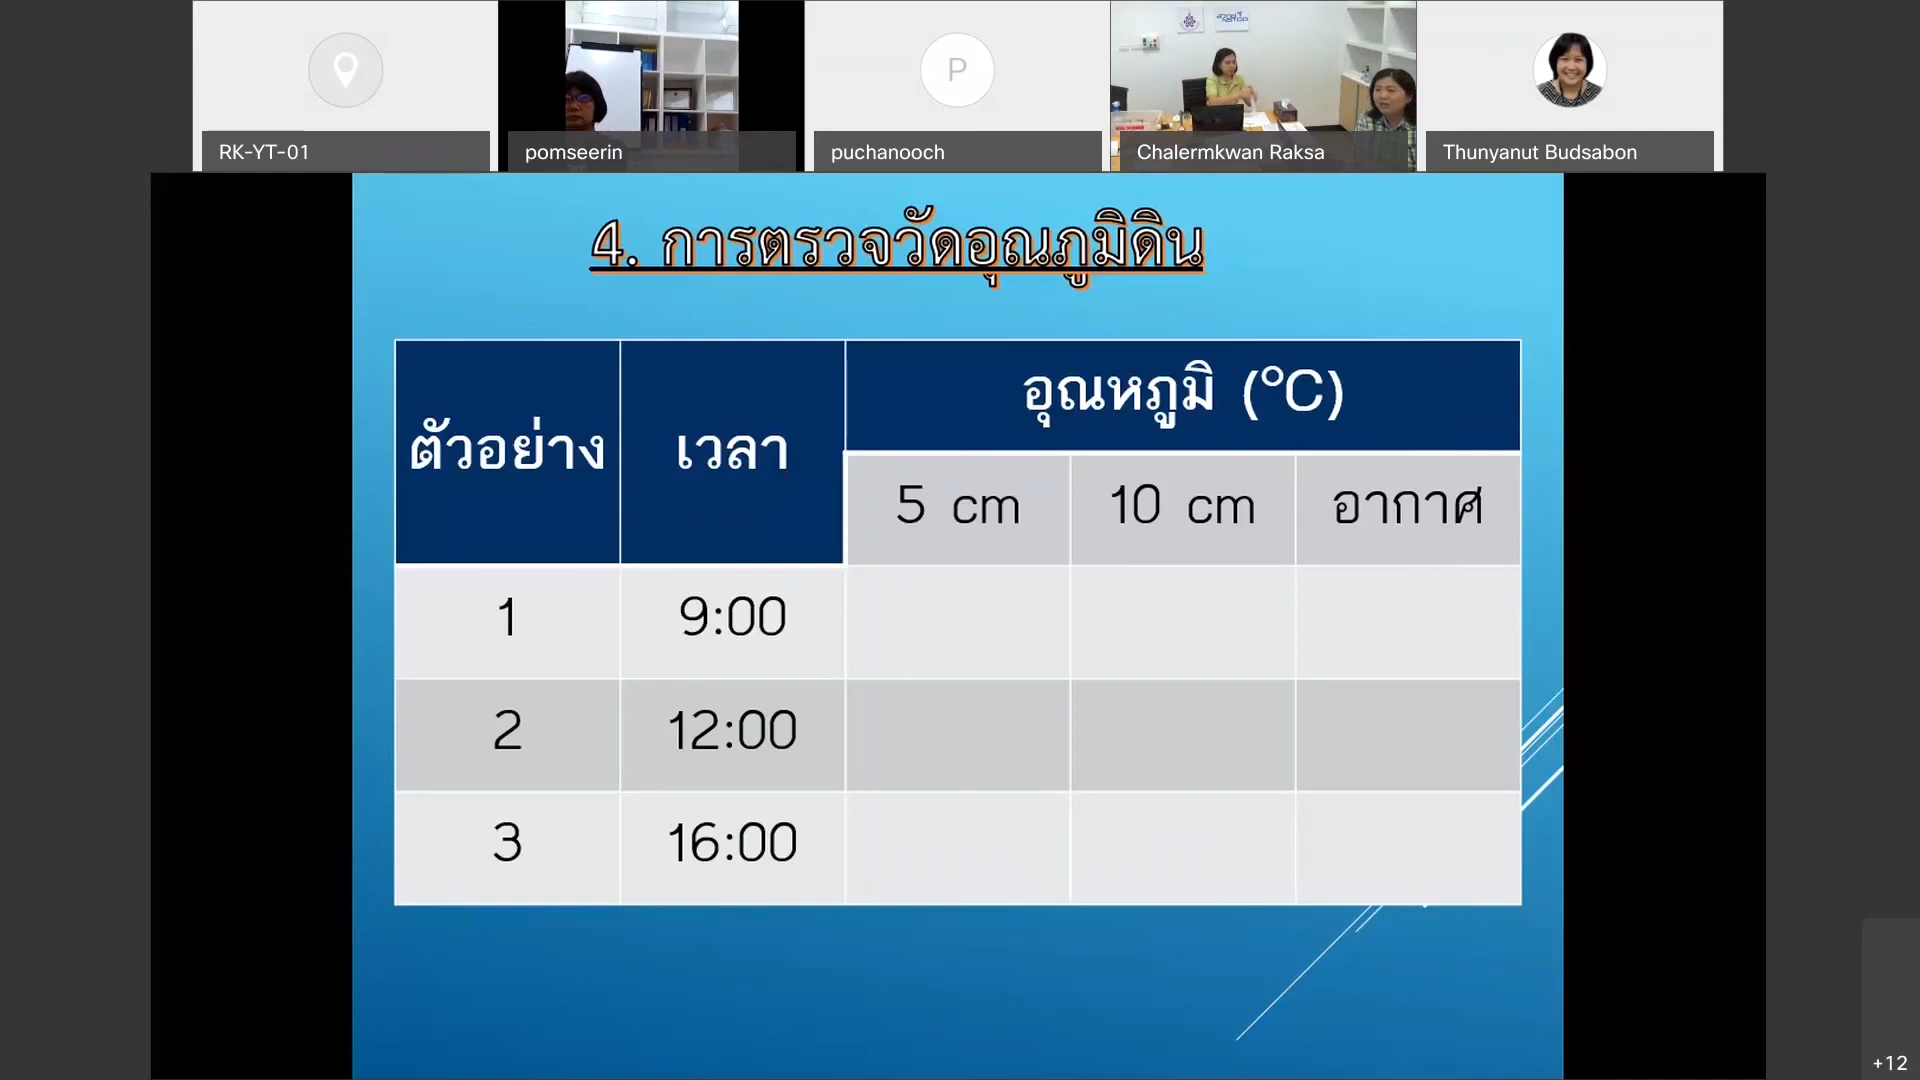 P
RK-YT-01
pomseerin
puchanooch
Chalermkwan Raksa
Thunyanut Budsabon
4. การตรวจวัดอุณภูมิดิน
ตัวอย่าง เวลา อุณหภูมิ (°C)
5 cm 10 cm อากาศ
1 9:00
2 12:00
3 16:00
+12